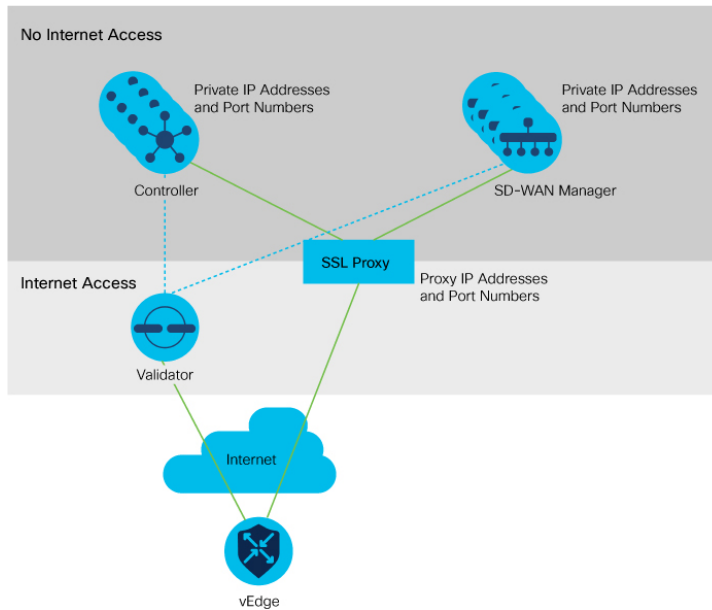 No Internet Access
Private IP Addresses
and Port Numbers
Private IP Addresses
and Port Numbers
Controller
SD-WAN Manager
SSL Proxy
Internet Access
Proxy IP Addresses
and Port Numbers
Validator
Internet
vEdge